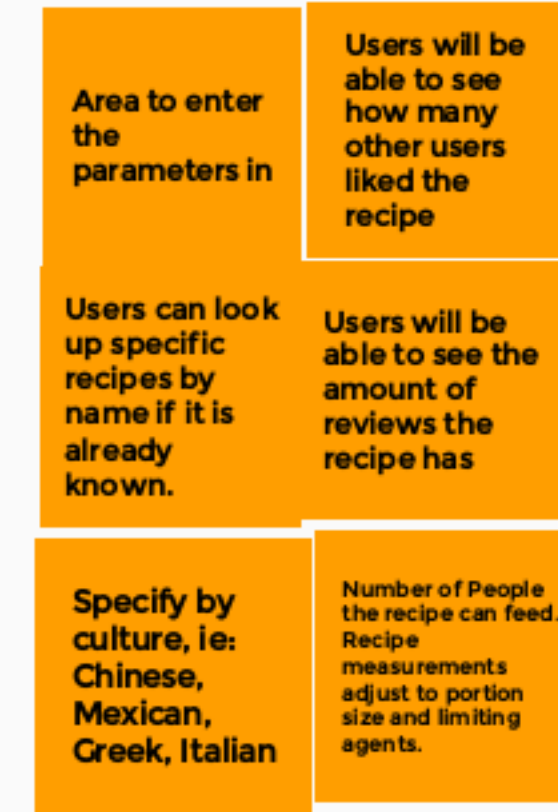 Area to enter
the
parameters in
Users will be
able to see
how many
other users
liked the
recipe
Users can look
up specific
recipes by
name if it is
already
known.
Users will be
able to see the
amount of
reviews the
recipe has
Specify by
culture, ie:
Chinese,
Mexican,
Greek, Italian
Number of People
the recipe can feed.
Recipe
measurements
adjust to portion
size and limiting
agents.